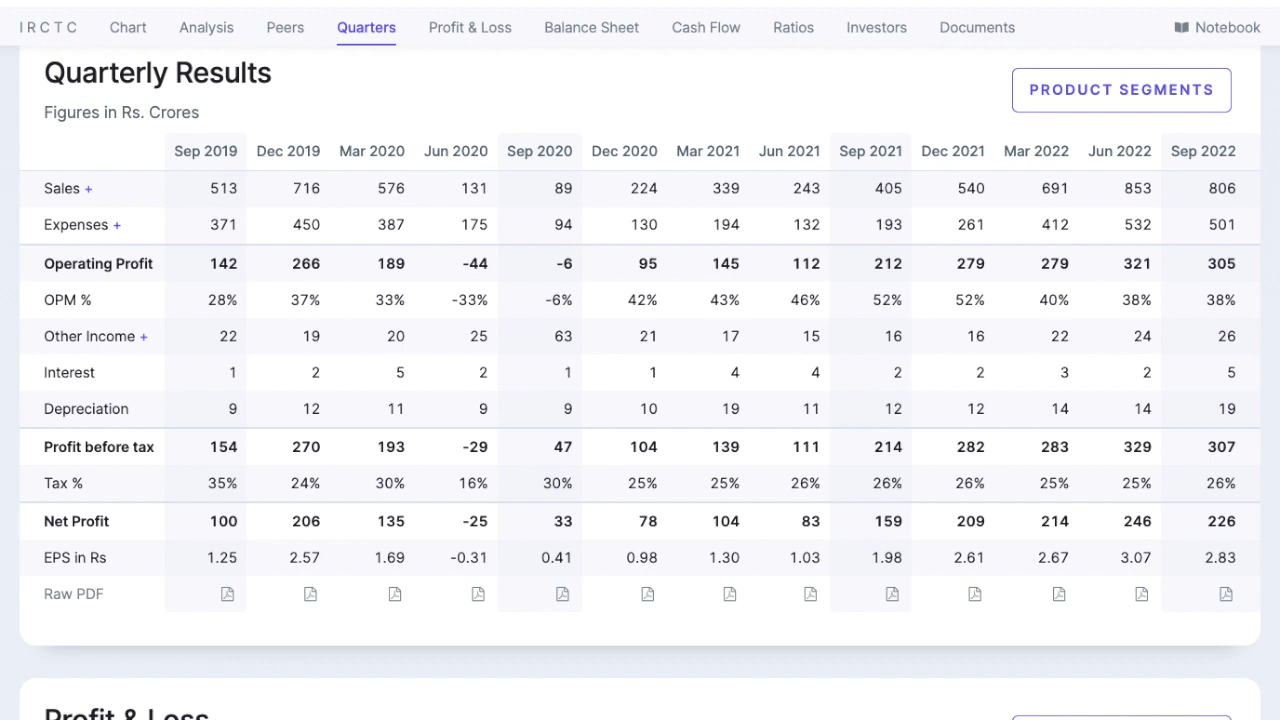 I R C T C Chart Analysis Peers Quarters Profit & Loss Balance Sheet Cash Flow Ratios Investors Documents Notebook
Quarterly Results
PRODUCT SEGMENTS
Figures in Rs. Crores
Sep 2019 Dec 2019 Mar 2020 Jun 2020 Sep 2020 Dec 2020 Mar 2021 Jun 2021 Sep 2021 Dec 2021 Mar 2022 Jun 2022 Sep 2022
Sales + 513 716 576 131 89 224 339 243 405 540 691 853 806
Expenses + 371 450 387 175 94 130 194 132 193 261 412 532 501
Operating Profit 142 266 189 -44 -6 95 145 112 212 279 279 321 305
OPM % 28% 37% 33% -33% -6% 42% 43% 46% 52% 52% 40% 38% 38%
Other Income + 22 19 20 25 63 21 17 15 16 16 22 24 26
Interest 1 2 5 2 1 1 4 4 2 2 3 2 5
Depreciation 9 12 11 9 9 10 19 11 12 12 14 14 19
Profit before tax 154 270 193 -29 47 104 139 111 214 282 283 329 307
Tax % 35% 24% 30% 16% 30% 25% 25% 26% 26% 26% 25% 25% 26%
Net Profit 100 206 135 -25 33 78 104 83 159 209 214 246 226
EPS in Rs 1.25 2.57 1.69 -0.31 0.41 0.98 1.30 1.03 1.98 2.61 2.67 3.07 2.83
Raw PDF
Profit & Loss